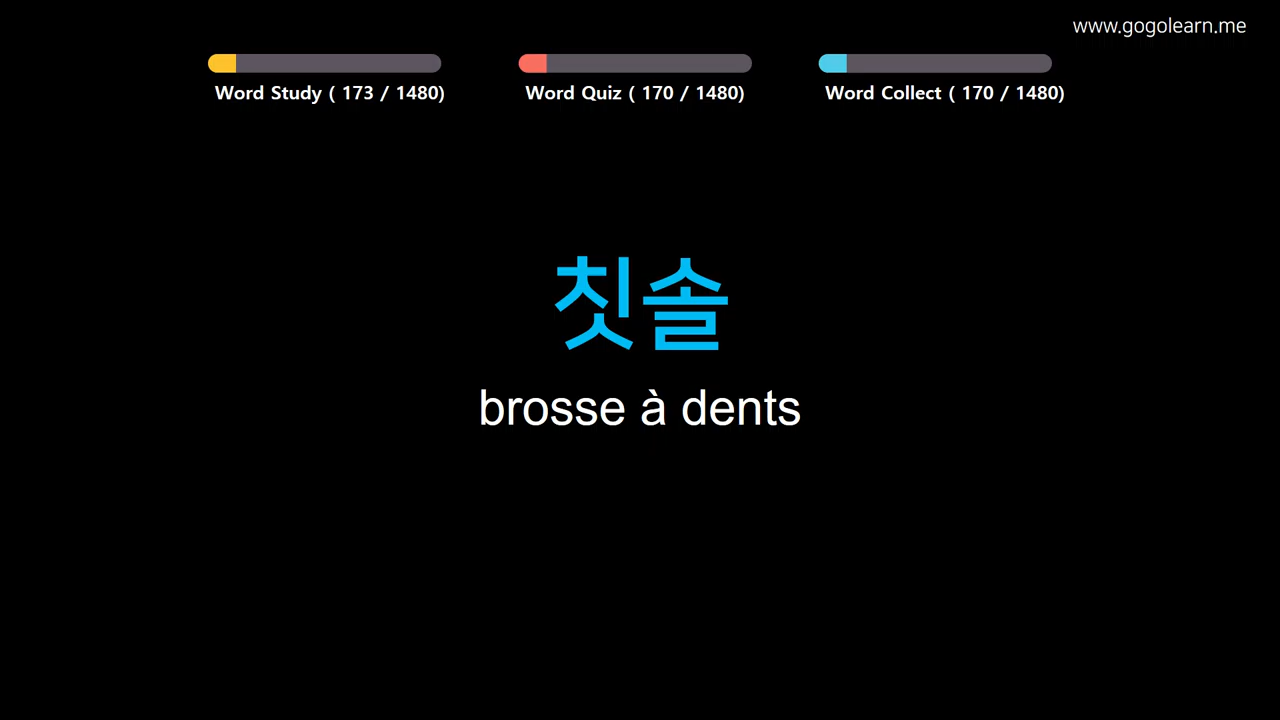 www.gogolearn.me
Word Study ( 173 / 1480)
Word Quiz ( 170 / 1480)
Word Collect ( 170 / 1480)
칫솔
brosse à dents